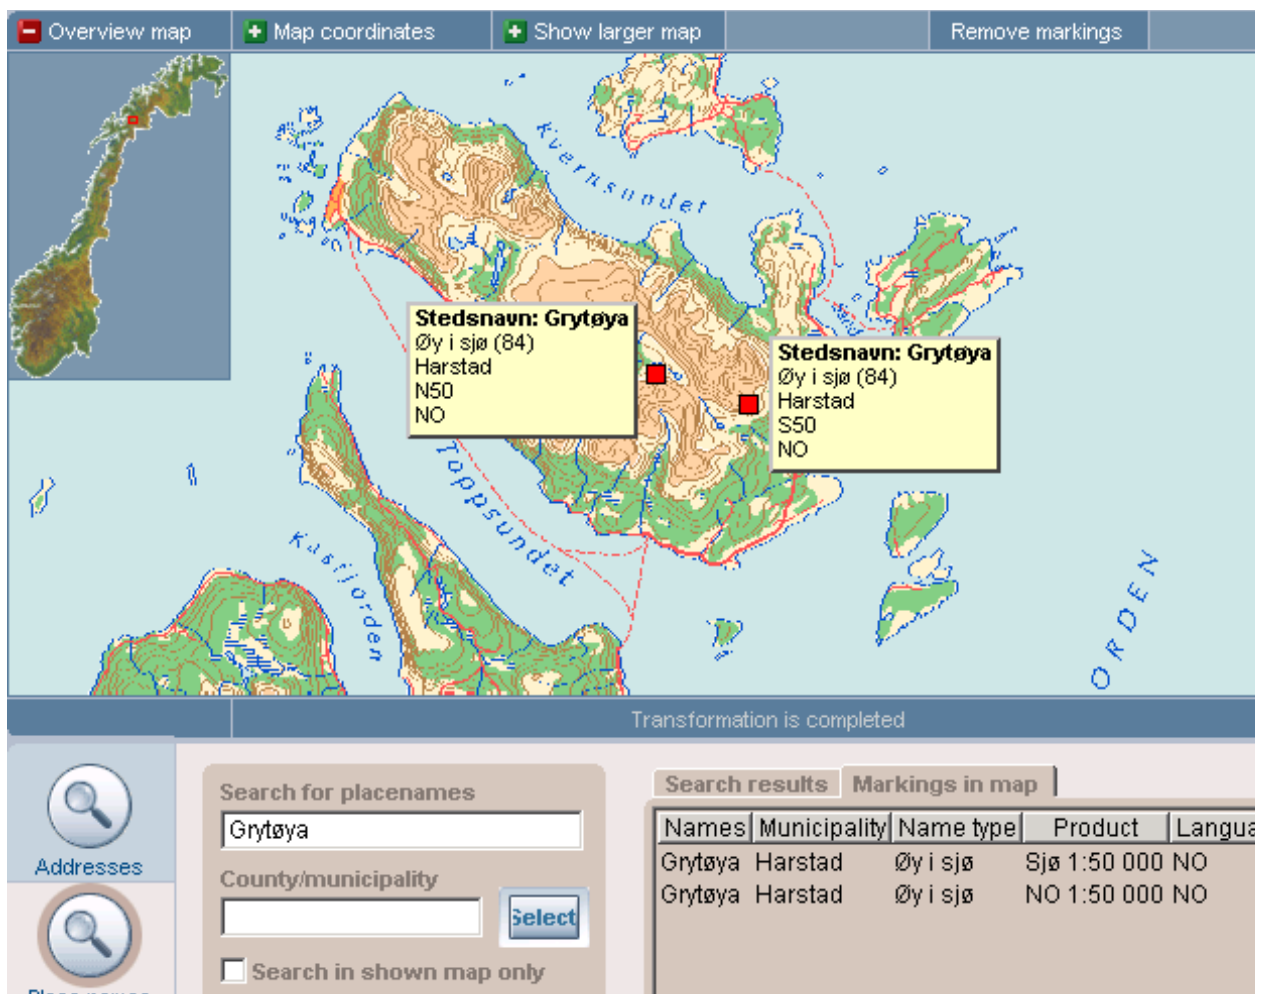 Overview map
Map coordinates
Show larger map
Remove markings
Kvernsundet
Stedsnavn: Grytøya
Øy i sjø (84)
Harstad
N50
NO
Stedsnavn: Grytøya
Øy i sjø (84)
Harstad
S50
NO
Toppsundet
Kasfjorden
ORDEN
Transformation is completed
Addresses
Search for placenames
Grytøya
County/municipality
Select
Search in shown map only
Search results
Markings in map
Names Municipality Name type Product Langua
Grytøya Harstad Øy i sjø Sjø 1:50 000 NO
Grytøya Harstad Øy i sjø NO 1:50 000 NO